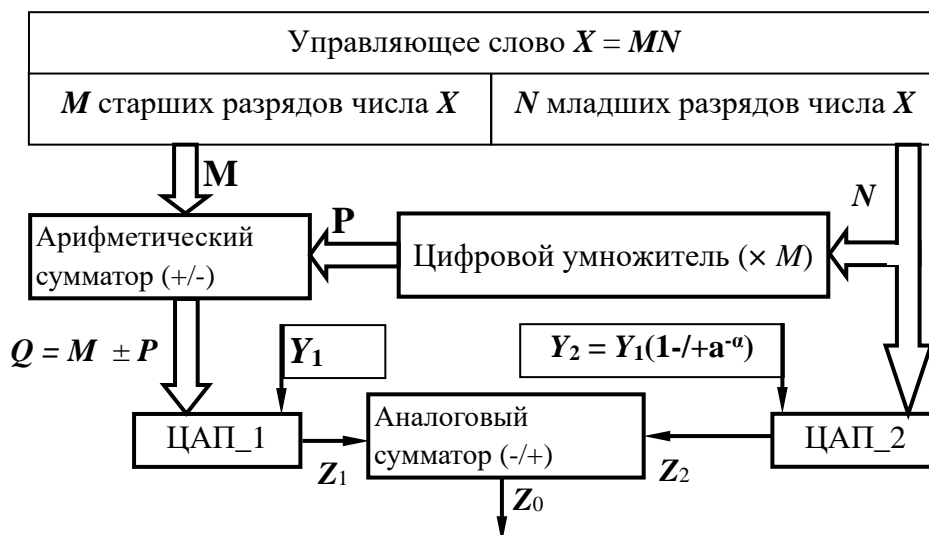 Управляющее слово X = MN
M старших разрядов числа X
N младших разрядов числа X
M
N
P
Арифметический
сумматор (+/-)
Цифровой умножитель (× M)
Q = M ± P
Y₁
Y₂ = Y₁(1-/+a⁻ᵅ)
ЦАП_1
Аналоговый
сумматор (-/+)
ЦАП_2
Z₁
Z₂
Z₀